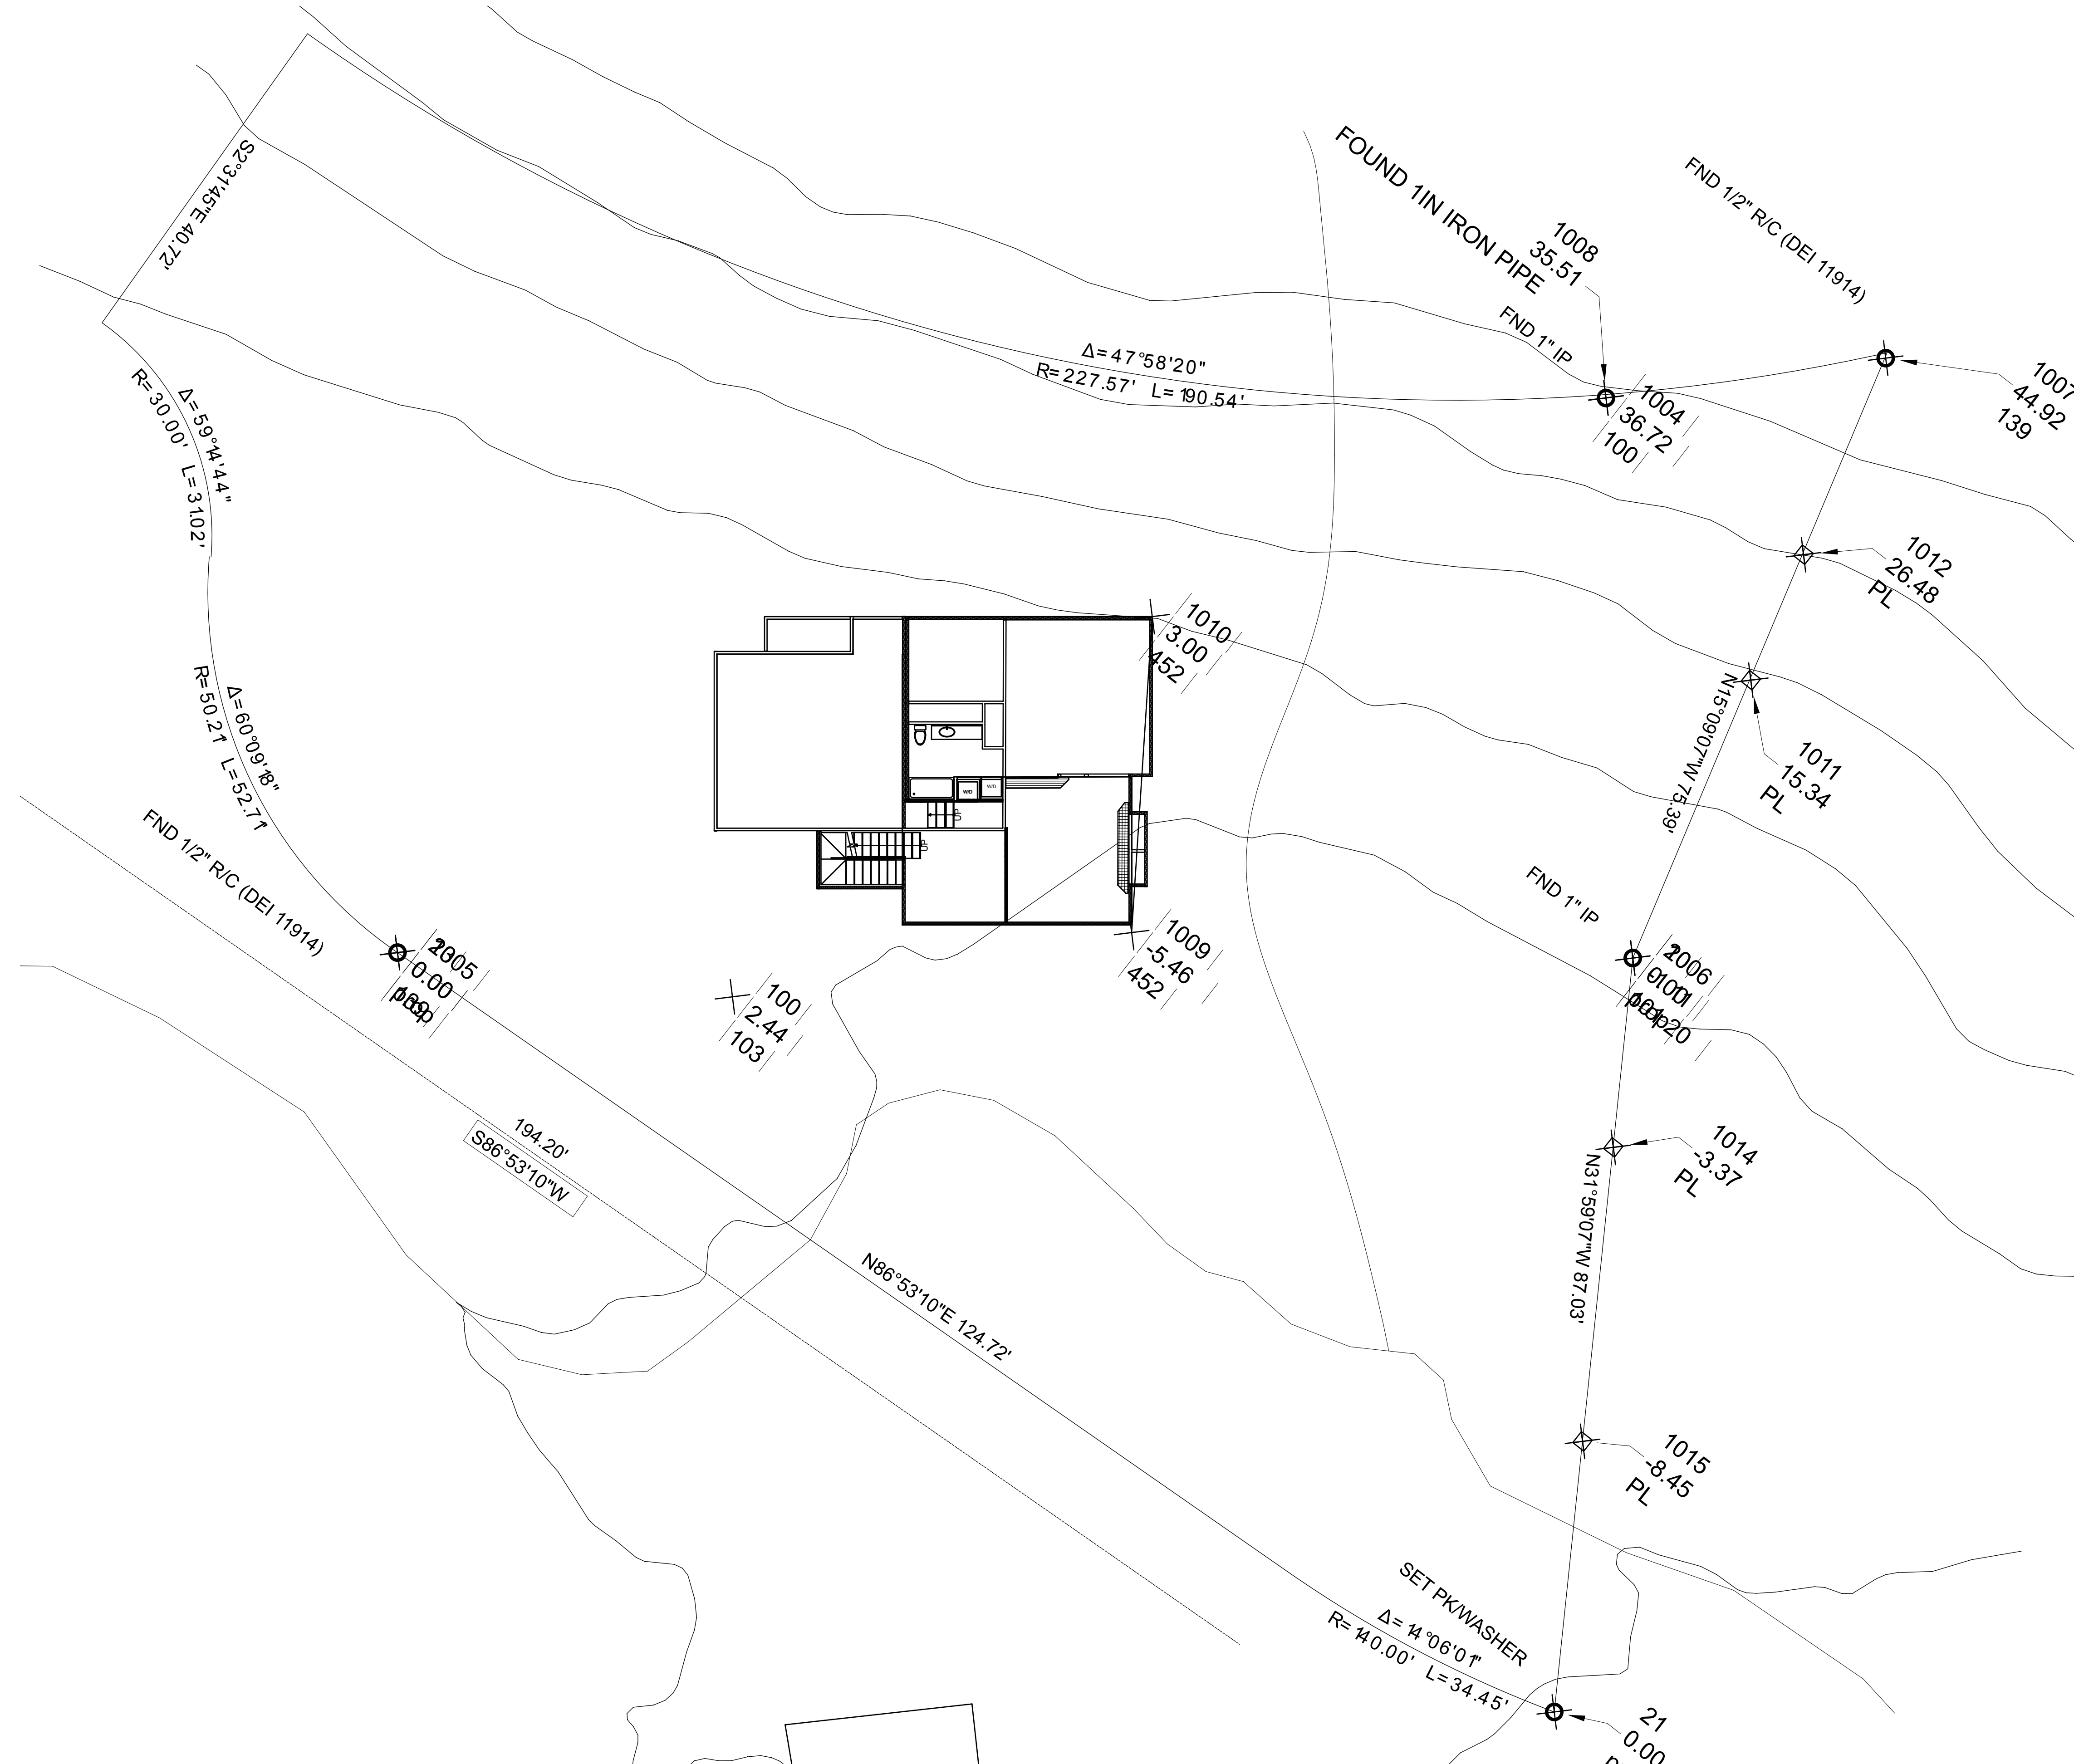 S2°31'45"E 40.72'
FOUND 1IN IRON PIPE
FND 1/2" R/C (DEI 11914)
1008
35.51
FND 1" IP
1004
36.72
100
1007
44.92
139
Δ=47°58'20"
R=227.57' L=190.54'
Δ=59°14'44"
R=30.00' L=31.02'
1012
26.48
PL
1010
3.00
452
N15°09'07"W 75.39'
1011
15.34
PL
Δ=60°09'18"
R=50.21' L=52.71'
W/D
W/D
UP
UP
FND 1/2" R/C (DEI 11914)
FND 1" IP
0.00
1009
-5.46
452
100
2.44
103
194.20'
S86°53'10"W
1014
-3.37
PL
N31°59'07"W 87.03'
N86°53'10"E 124.72'
1015
-8.45
PL
SET PK/WASHER
Δ=14°06'01"
R=140.00' L=34.45'
21
0.00